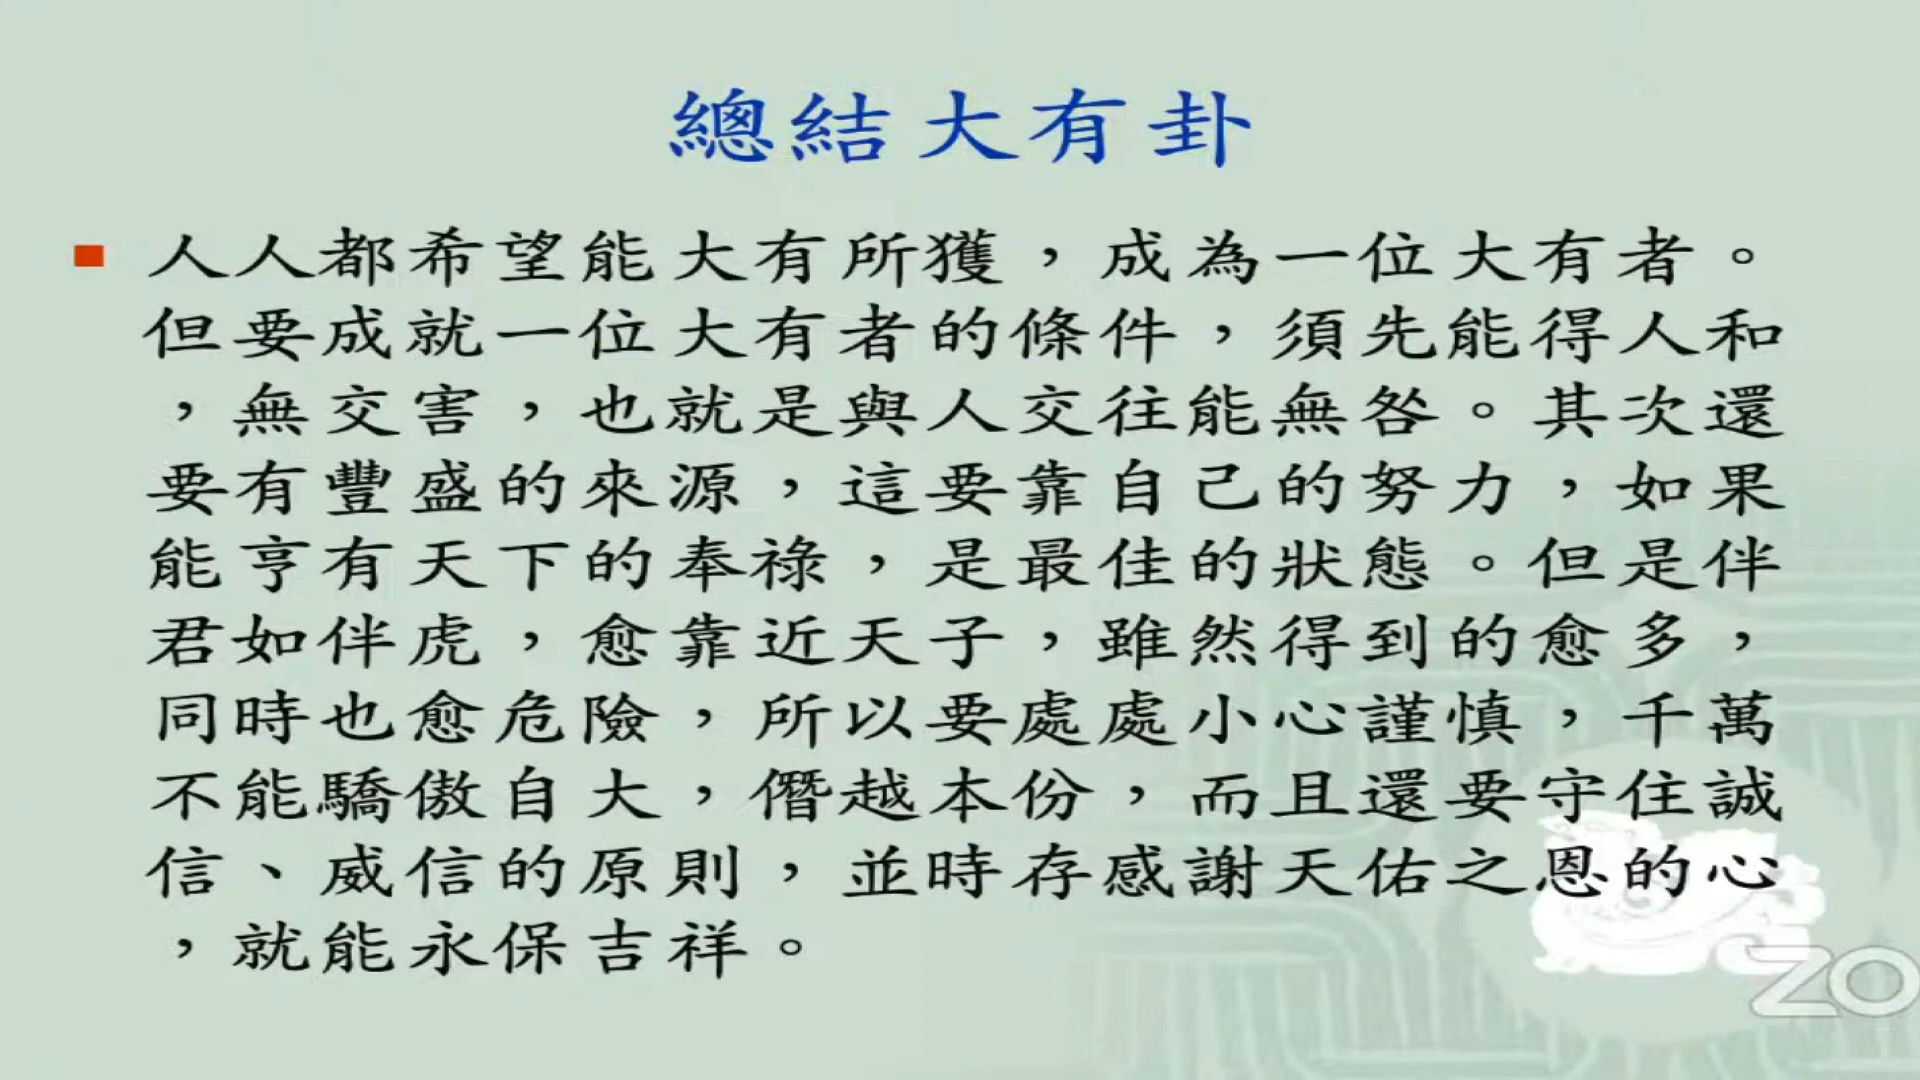 總結大有卦
■ 人人都希望能大有所獲，成為一位大有者。
但要成就一位大有者的條件，須先能得人和
，無交害，也就是與人交往能無咎。其次還
要有豐盛的來源，這要靠自己的努力，如果
能亨有天下的奉祿，是最佳的狀態。但是伴
君如伴虎，愈靠近天子，雖然得到的愈多，
同時也愈危險，所以要處處小心謹慎，千萬
不能驕傲自大，僭越本份，而且還要守住誠
信、威信的原則，並時存感謝天佑之恩的心
，就能永保吉祥。
ZO